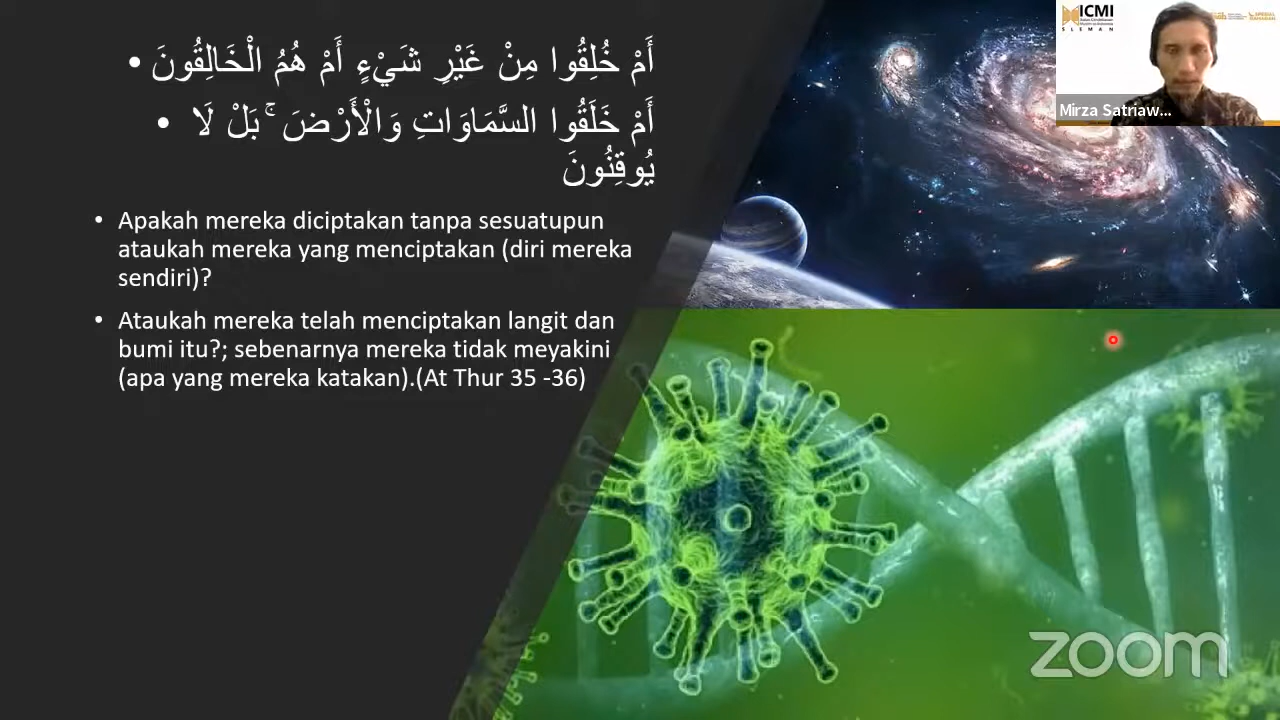 أَمْ خُلِقُوا مِنْ غَيْرِ شَيْءٍ أَمْ هُمُ الْخَالِقُونَ
أَمْ خَلَقُوا السَّمَاوَاتِ وَالْأَرْضَ ۚ بَلْ لَا
يُوقِنُونَ
Apakah mereka diciptakan tanpa sesuatupun
ataukah mereka yang menciptakan (diri mereka
sendiri)?
Ataukah mereka telah menciptakan langit dan
bumi itu?; sebenarnya mereka tidak meyakini
(apa yang mereka katakan).(At Thur 35 -36)
ICMI
SLEMAN
Mirza Satriaw...
zoom